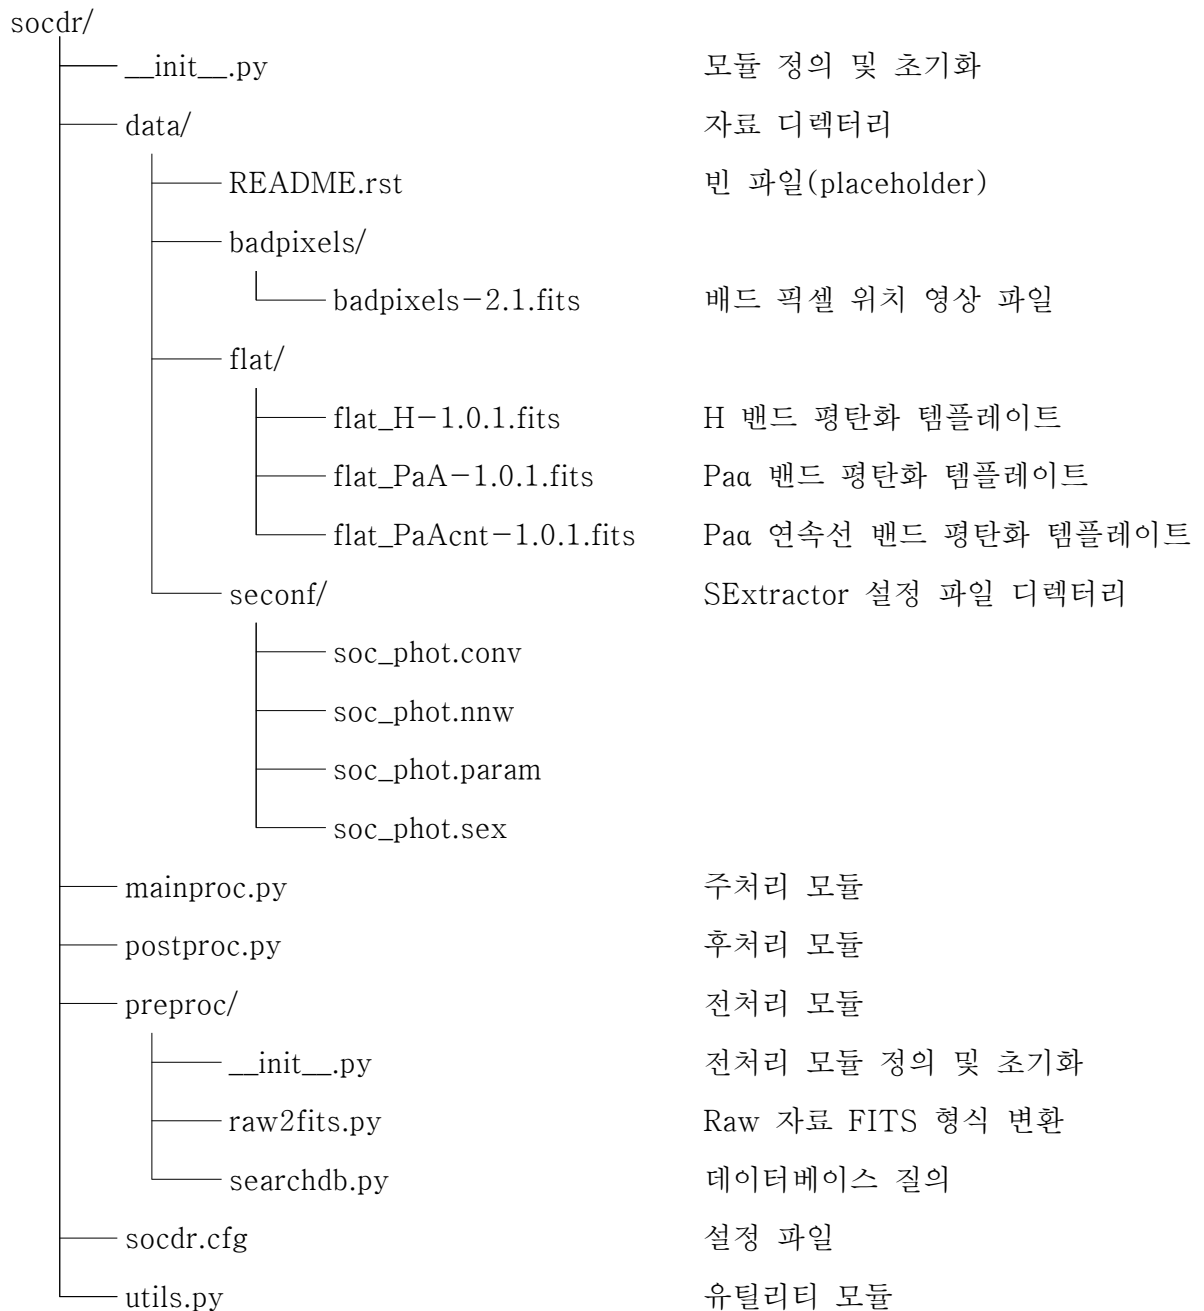 socdr/
__init__.py 모듈 정의 및 초기화
data/ 자료 디렉터리
README.rst 빈 파일(placeholder)
badpixels/
badpixels-2.1.fits 배드 픽셀 위치 영상 파일
flat/
flat_H-1.0.1.fits H 밴드 평탄화 템플레이트
flat_PaA-1.0.1.fits Paα 밴드 평탄화 템플레이트
flat_PaAcnt-1.0.1.fits Paα 연속선 밴드 평탄화 템플레이트
seconf/ SExtractor 설정 파일 디렉터리
soc_phot.conv
soc_phot.nnw
soc_phot.param
soc_phot.sex
mainproc.py 주처리 모듈
postproc.py 후처리 모듈
preproc/ 전처리 모듈
__init__.py 전처리 모듈 정의 및 초기화
raw2fits.py Raw 자료 FITS 형식 변환
searchdb.py 데이터베이스 질의
socdr.cfg 설정 파일
utils.py 유틸리티 모듈